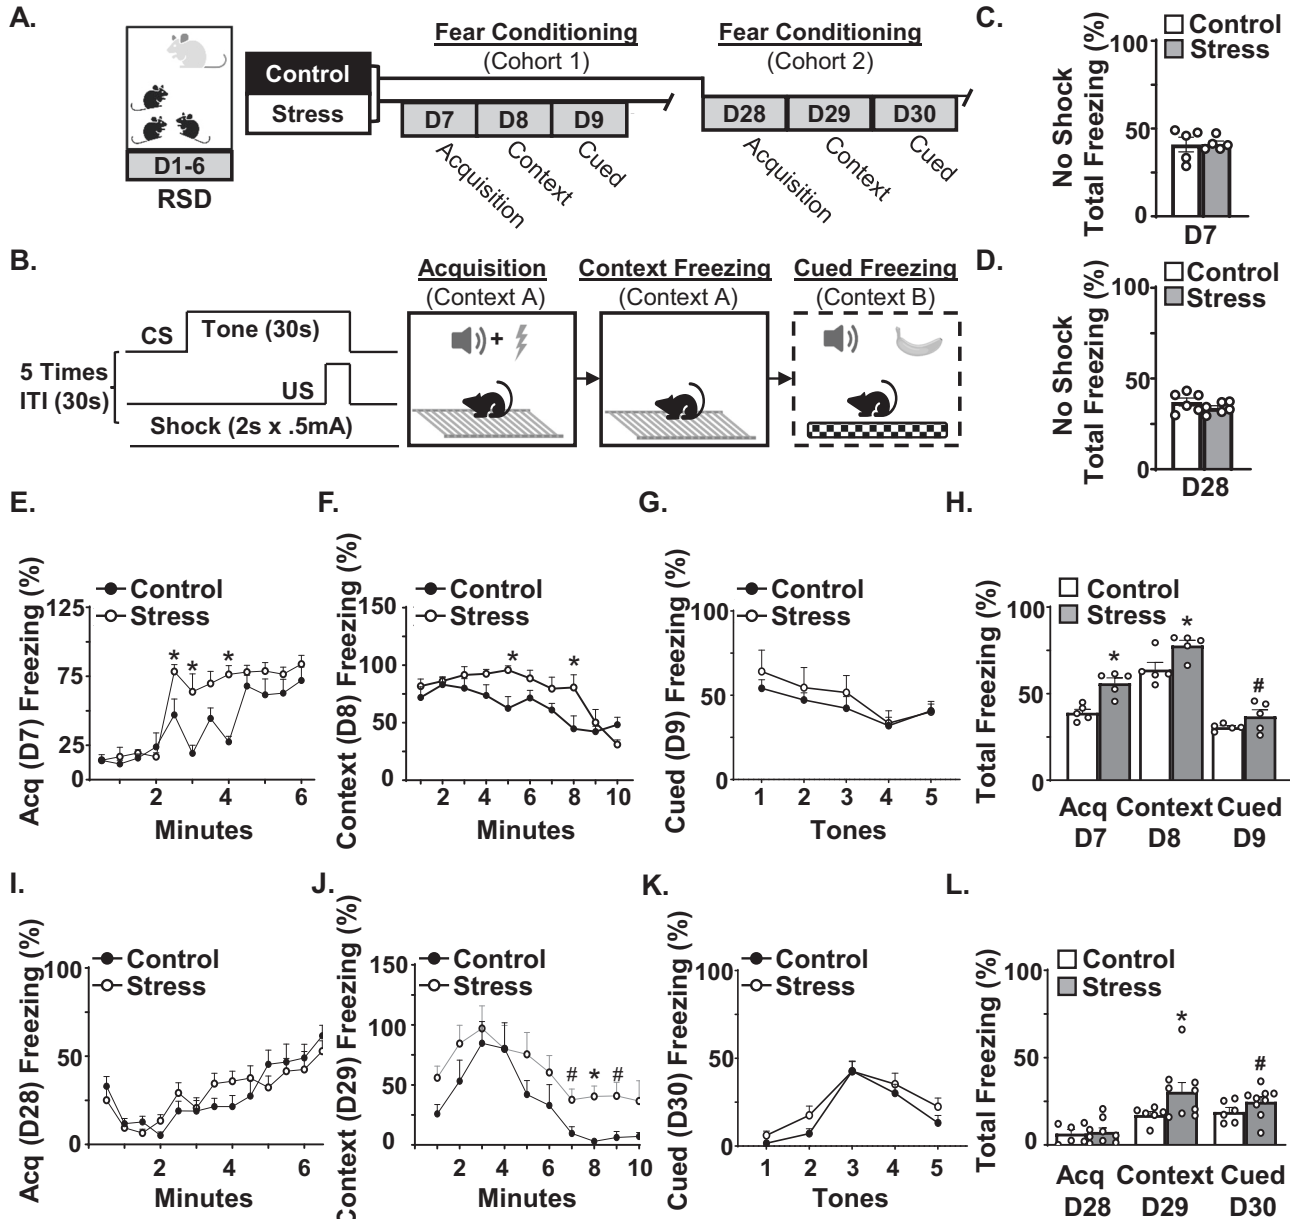 A.
Fear Conditioning
(Cohort 1)
Fear Conditioning
(Cohort 2)
Control
Stress
D7 D8 D9
D28 D29 D30
Acquisition
Context
Cued
Acquisition
Context
Cued
D1-6
RSD
C.
Control
Stress
No Shock
Total Freezing (%)
100
50
0
D7
B.
CS
Tone (30s)
5 Times
ITI (30s)
US
Shock (2s x .5mA)
Acquisition
(Context A)
+
Context Freezing
(Context A)
Cued Freezing
(Context B)
D.
Control
Stress
No Shock
Total Freezing (%)
100
50
0
D28
E.
Acq (D7) Freezing (%)
Control
Stress
125
75
25
0
* * *
2 4 6
Minutes
F.
Context (D8) Freezing (%)
Control
Stress
150
100
50
0
* *
2 4 6 8 10
Minutes
G.
Cued (D9) Freezing (%)
Control
Stress
100
50
0
1 2 3 4 5
Tones
H.
Total Freezing (%)
Control
Stress
100
50
0
* * #
Acq Context Cued
D7 D8 D9
I.
Acq (D28) Freezing (%)
Control
Stress
100
50
0
2 4 6
Minutes
J.
Context (D29) Freezing (%)
Control
Stress
150
100
50
0
# * #
2 4 6 8 10
Minutes
K.
Cued (D30) Freezing (%)
Control
Stress
100
50
0
1 2 3 4 5
Tones
L.
Total Freezing (%)
Control
Stress
100
50
0
* #
Acq Context Cued
D28 D29 D30